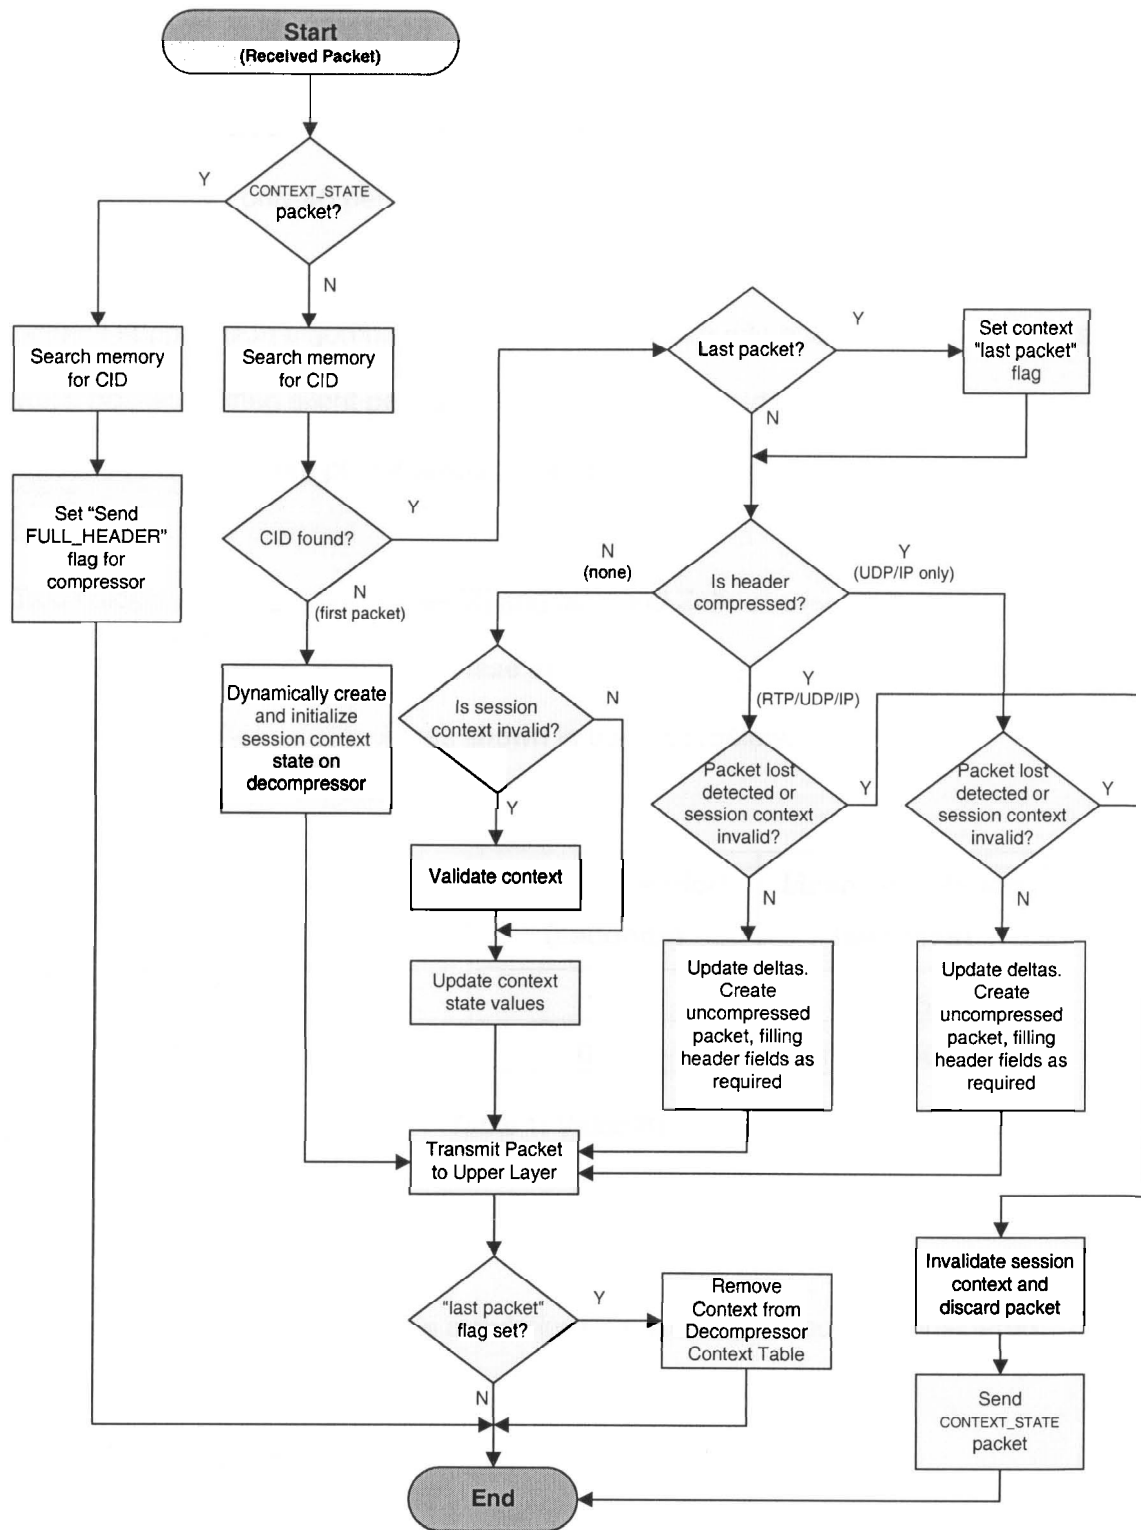 Start
(Received Packet)
Y
CONTEXT_STATE
packet?
N
Search memory
for CID
Search memory
for CID
Last packet?
Y
Set context
"last packet"
flag
N
Set “Send
FULL_HEADER”
flag for
compressor
CID found?
Y
N
(first packet)
N
(none)
Is header
compressed?
Y
(UDP/IP only)
Y
(RTP/UDP/IP)
Dynamically create
and initialize
session context
state on
decompressor
Is session
context invalid?
N
Y
Packet lost
detected or
session context
invalid?
Y
N
Packet lost
detected or
session context
invalid?
Y
N
Validate context
Update context
state values
Update deltas.
Create
uncompressed
packet, filling
header fields as
required
Update deltas.
Create
uncompressed
packet, filling
header fields as
required
Transmit Packet
to Upper Layer
"last packet"
flag set?
Y
N
Remove
Context from
Decompressor
Context Table
Invalidate session
context and
discard packet
Send
CONTEXT_STATE
packet
End